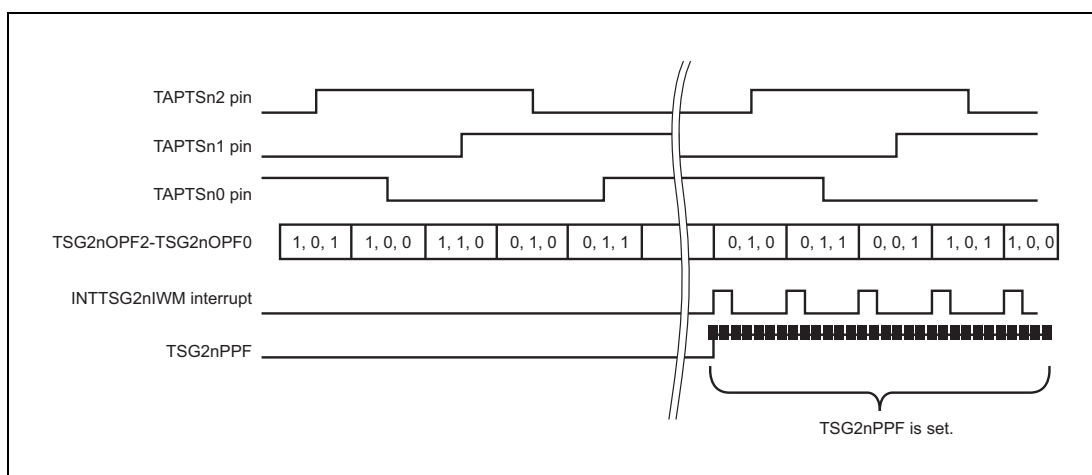 TAPTSn2 pin
TAPTSn1 pin
TAPTSn0 pin
TSG2nOPF2-TSG2nOPF0 1, 0, 1 1, 0, 0 1, 1, 0 0, 1, 0 0, 1, 1 0, 1, 0 0, 1, 1 0, 0, 1 1, 0, 1 1, 0, 0
INTTSG2nIWM interrupt
TSG2nPPF
TSG2nPPF is set.